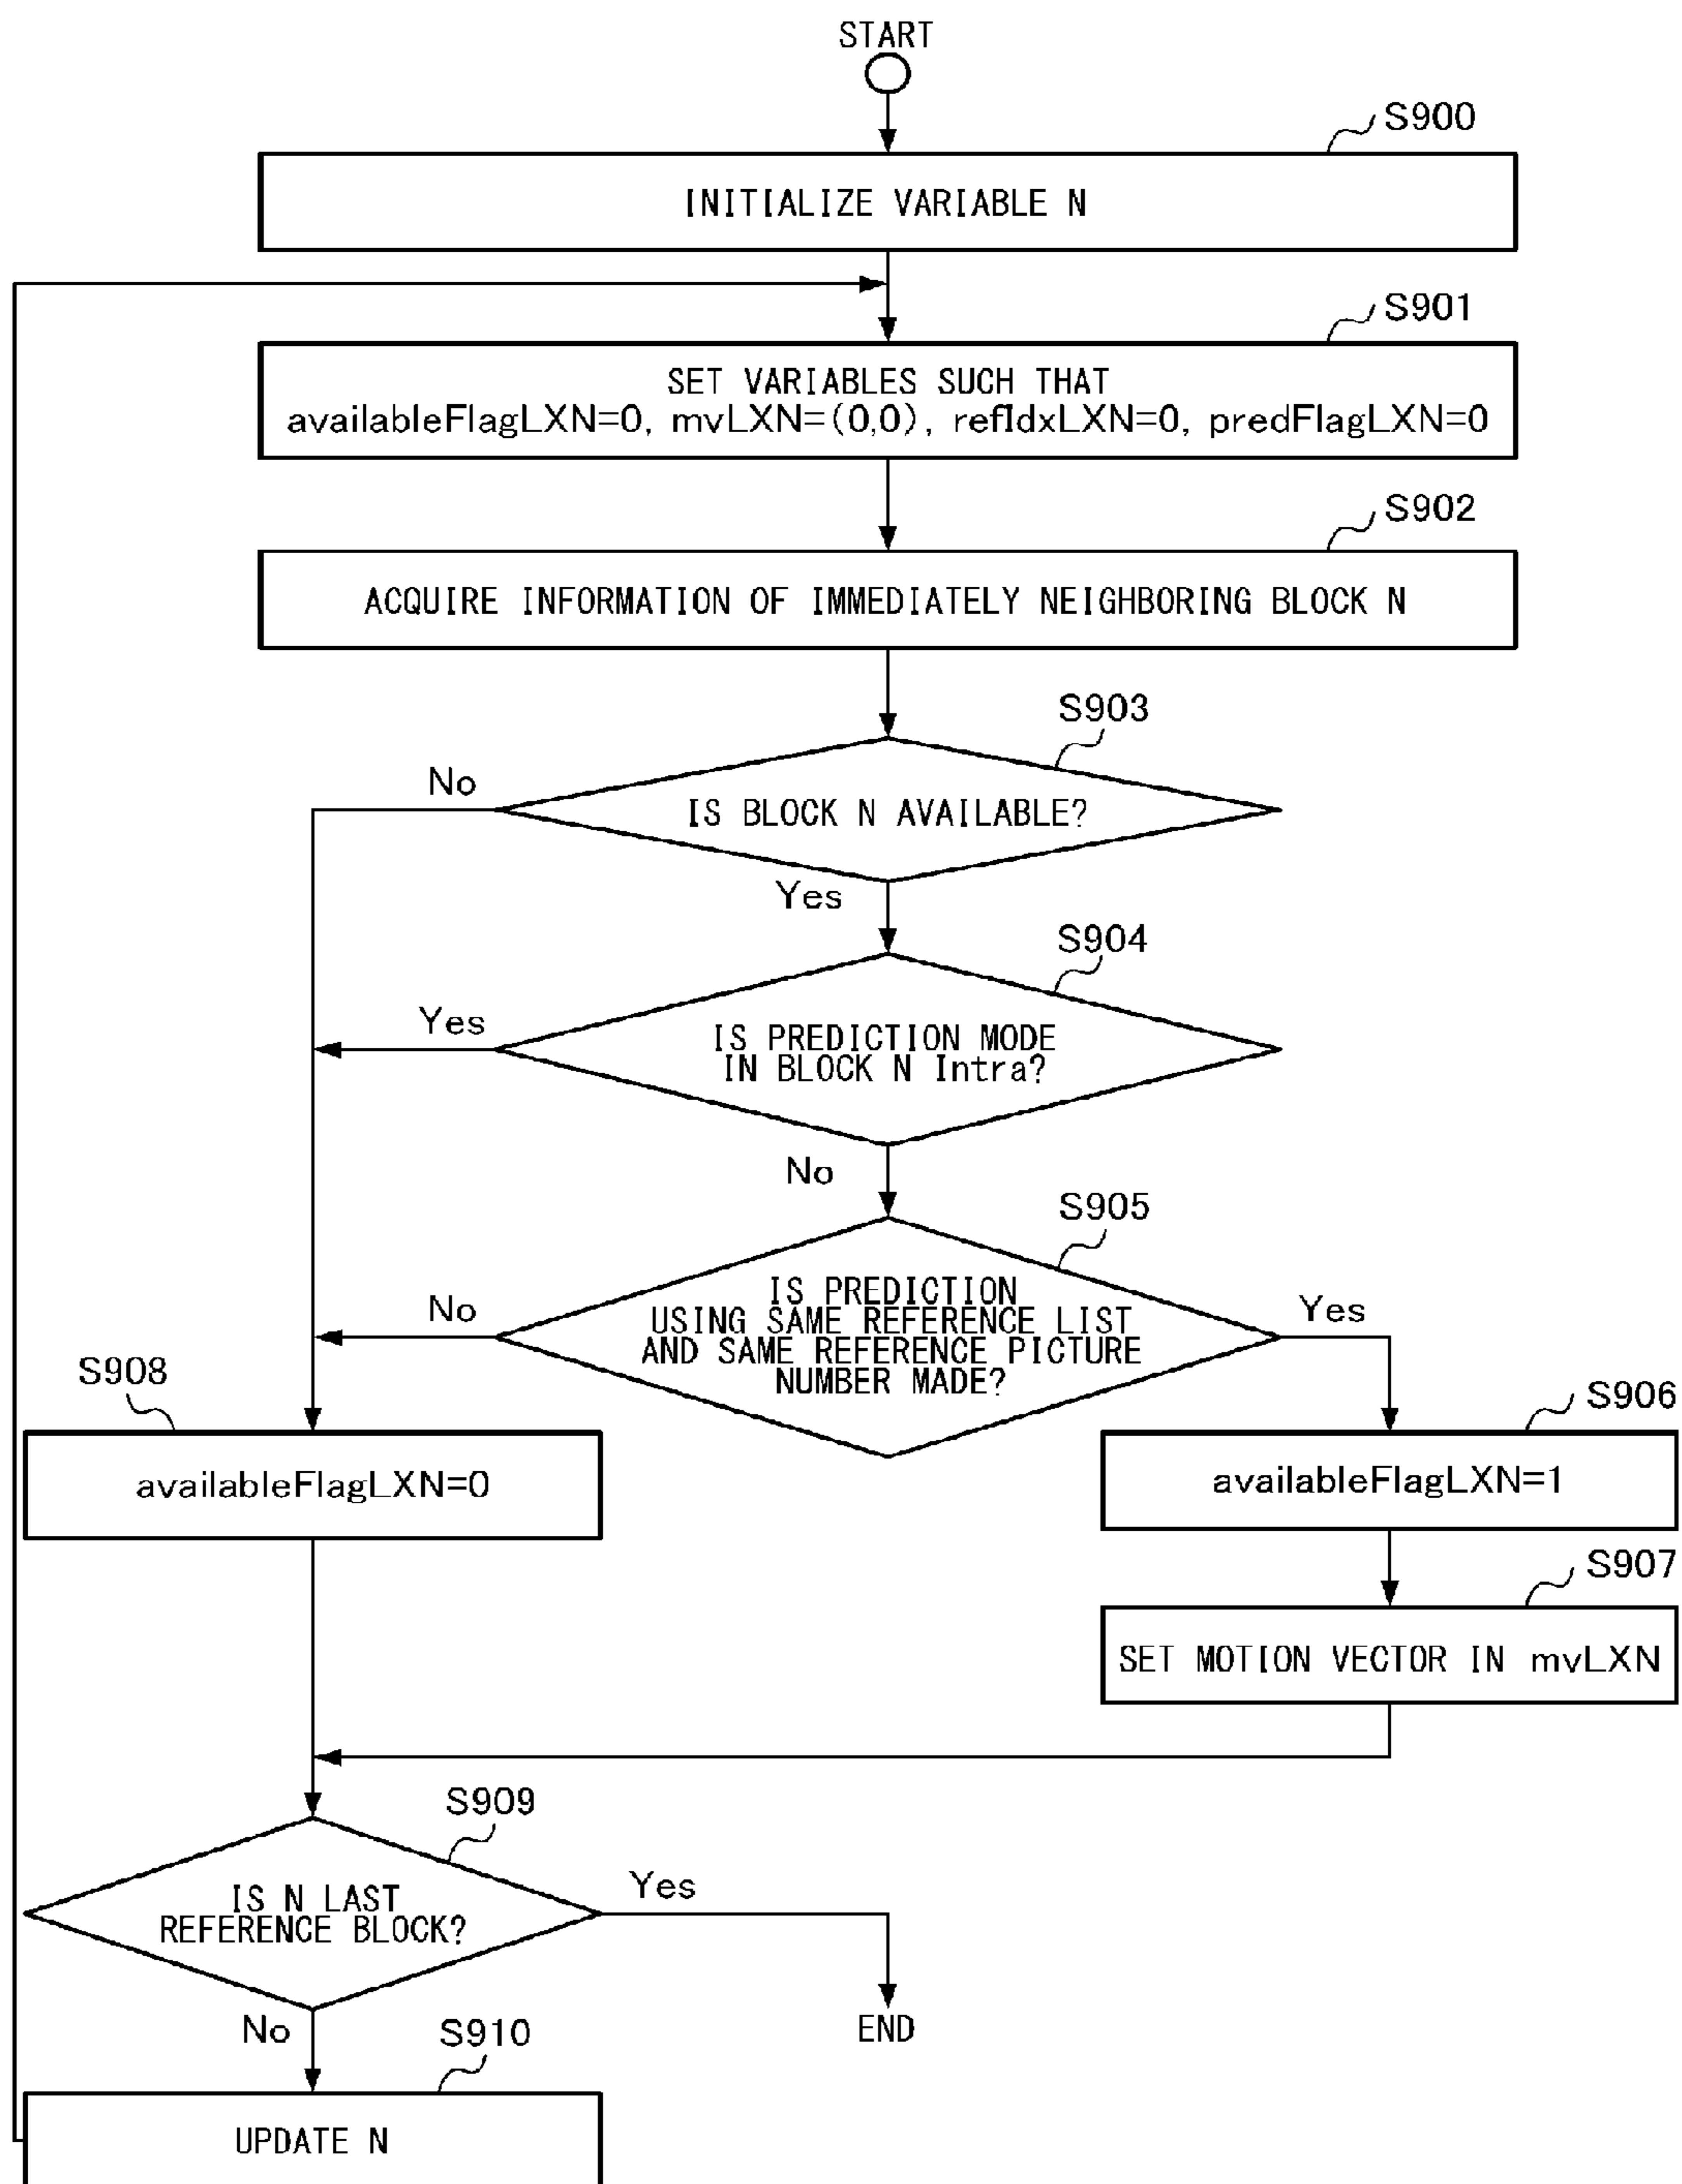 START
S900
INITIALIZE VARIABLE N
S901
SET VARIABLES SUCH THAT
availableFlagLXN=0, mvLXN=(0,0), refIdxLXN=0, predFlagLXN=0
S902
ACQUIRE INFORMATION OF IMMEDIATELY NEIGHBORING BLOCK N
S903
No
IS BLOCK N AVAILABLE?
Yes
S904
Yes
IS PREDICTION MODE
IN BLOCK N Intra?
No
S905
No
IS PREDICTION
USING SAME REFERENCE LIST
AND SAME REFERENCE PICTURE
NUMBER MADE?
Yes
S908
S906
availableFlagLXN=0
availableFlagLXN=1
S907
SET MOTION VECTOR IN mvLXN
S909
IS N LAST
REFERENCE BLOCK?
Yes
No
END
S910
UPDATE N